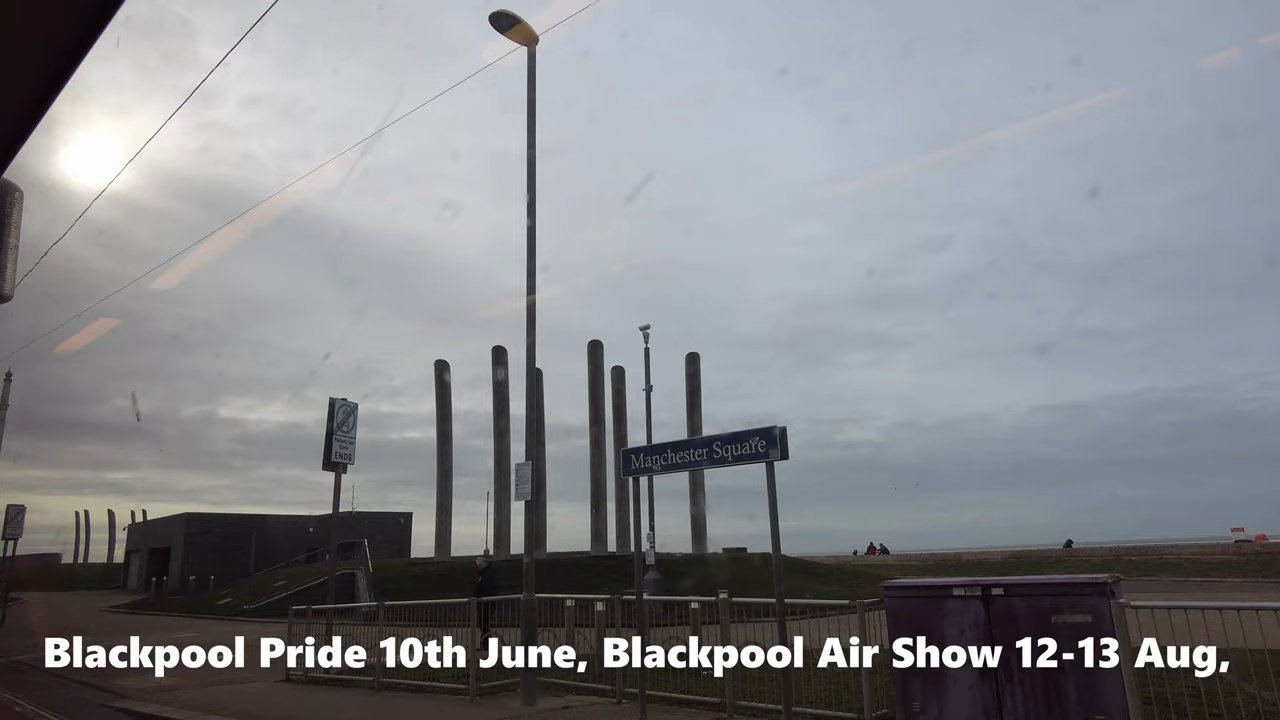 Pedestrian
Zone
ENDS
Manchester Square
Blackpool Pride 10th June, Blackpool Air Show 12-13 Aug,